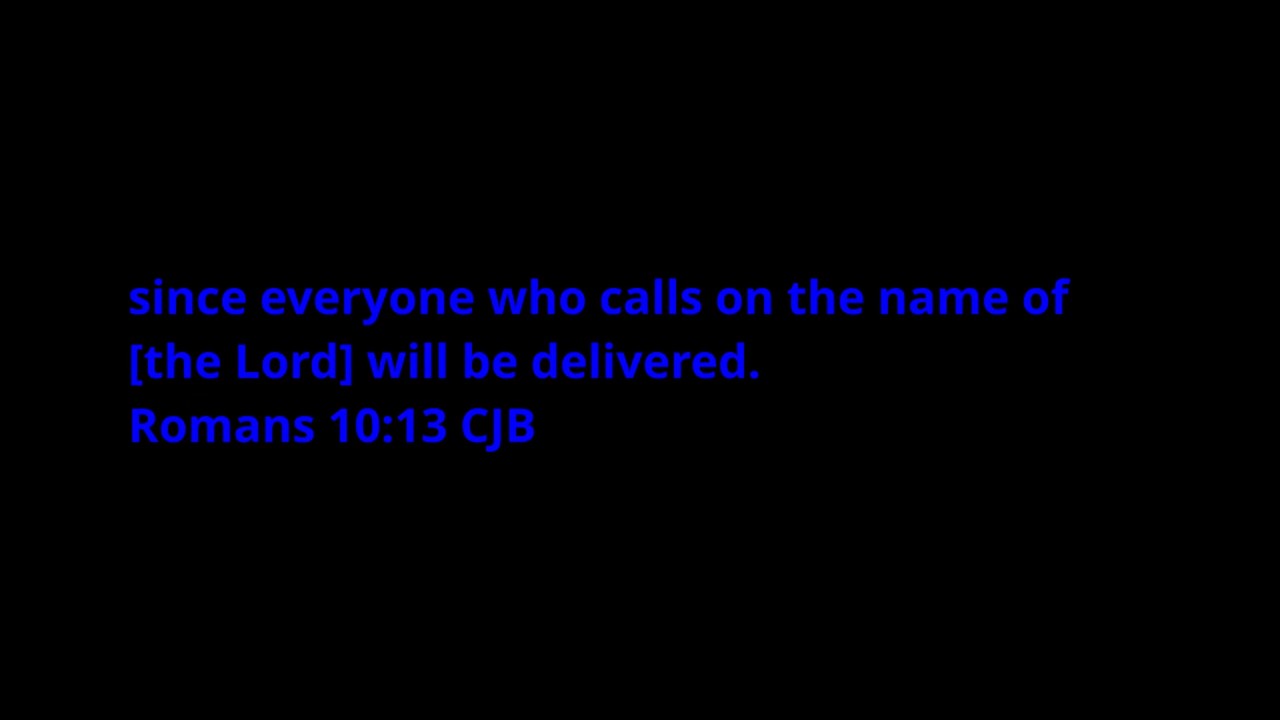 since everyone who calls on the name of
[the Lord] will be delivered.
Romans 10:13 CJB